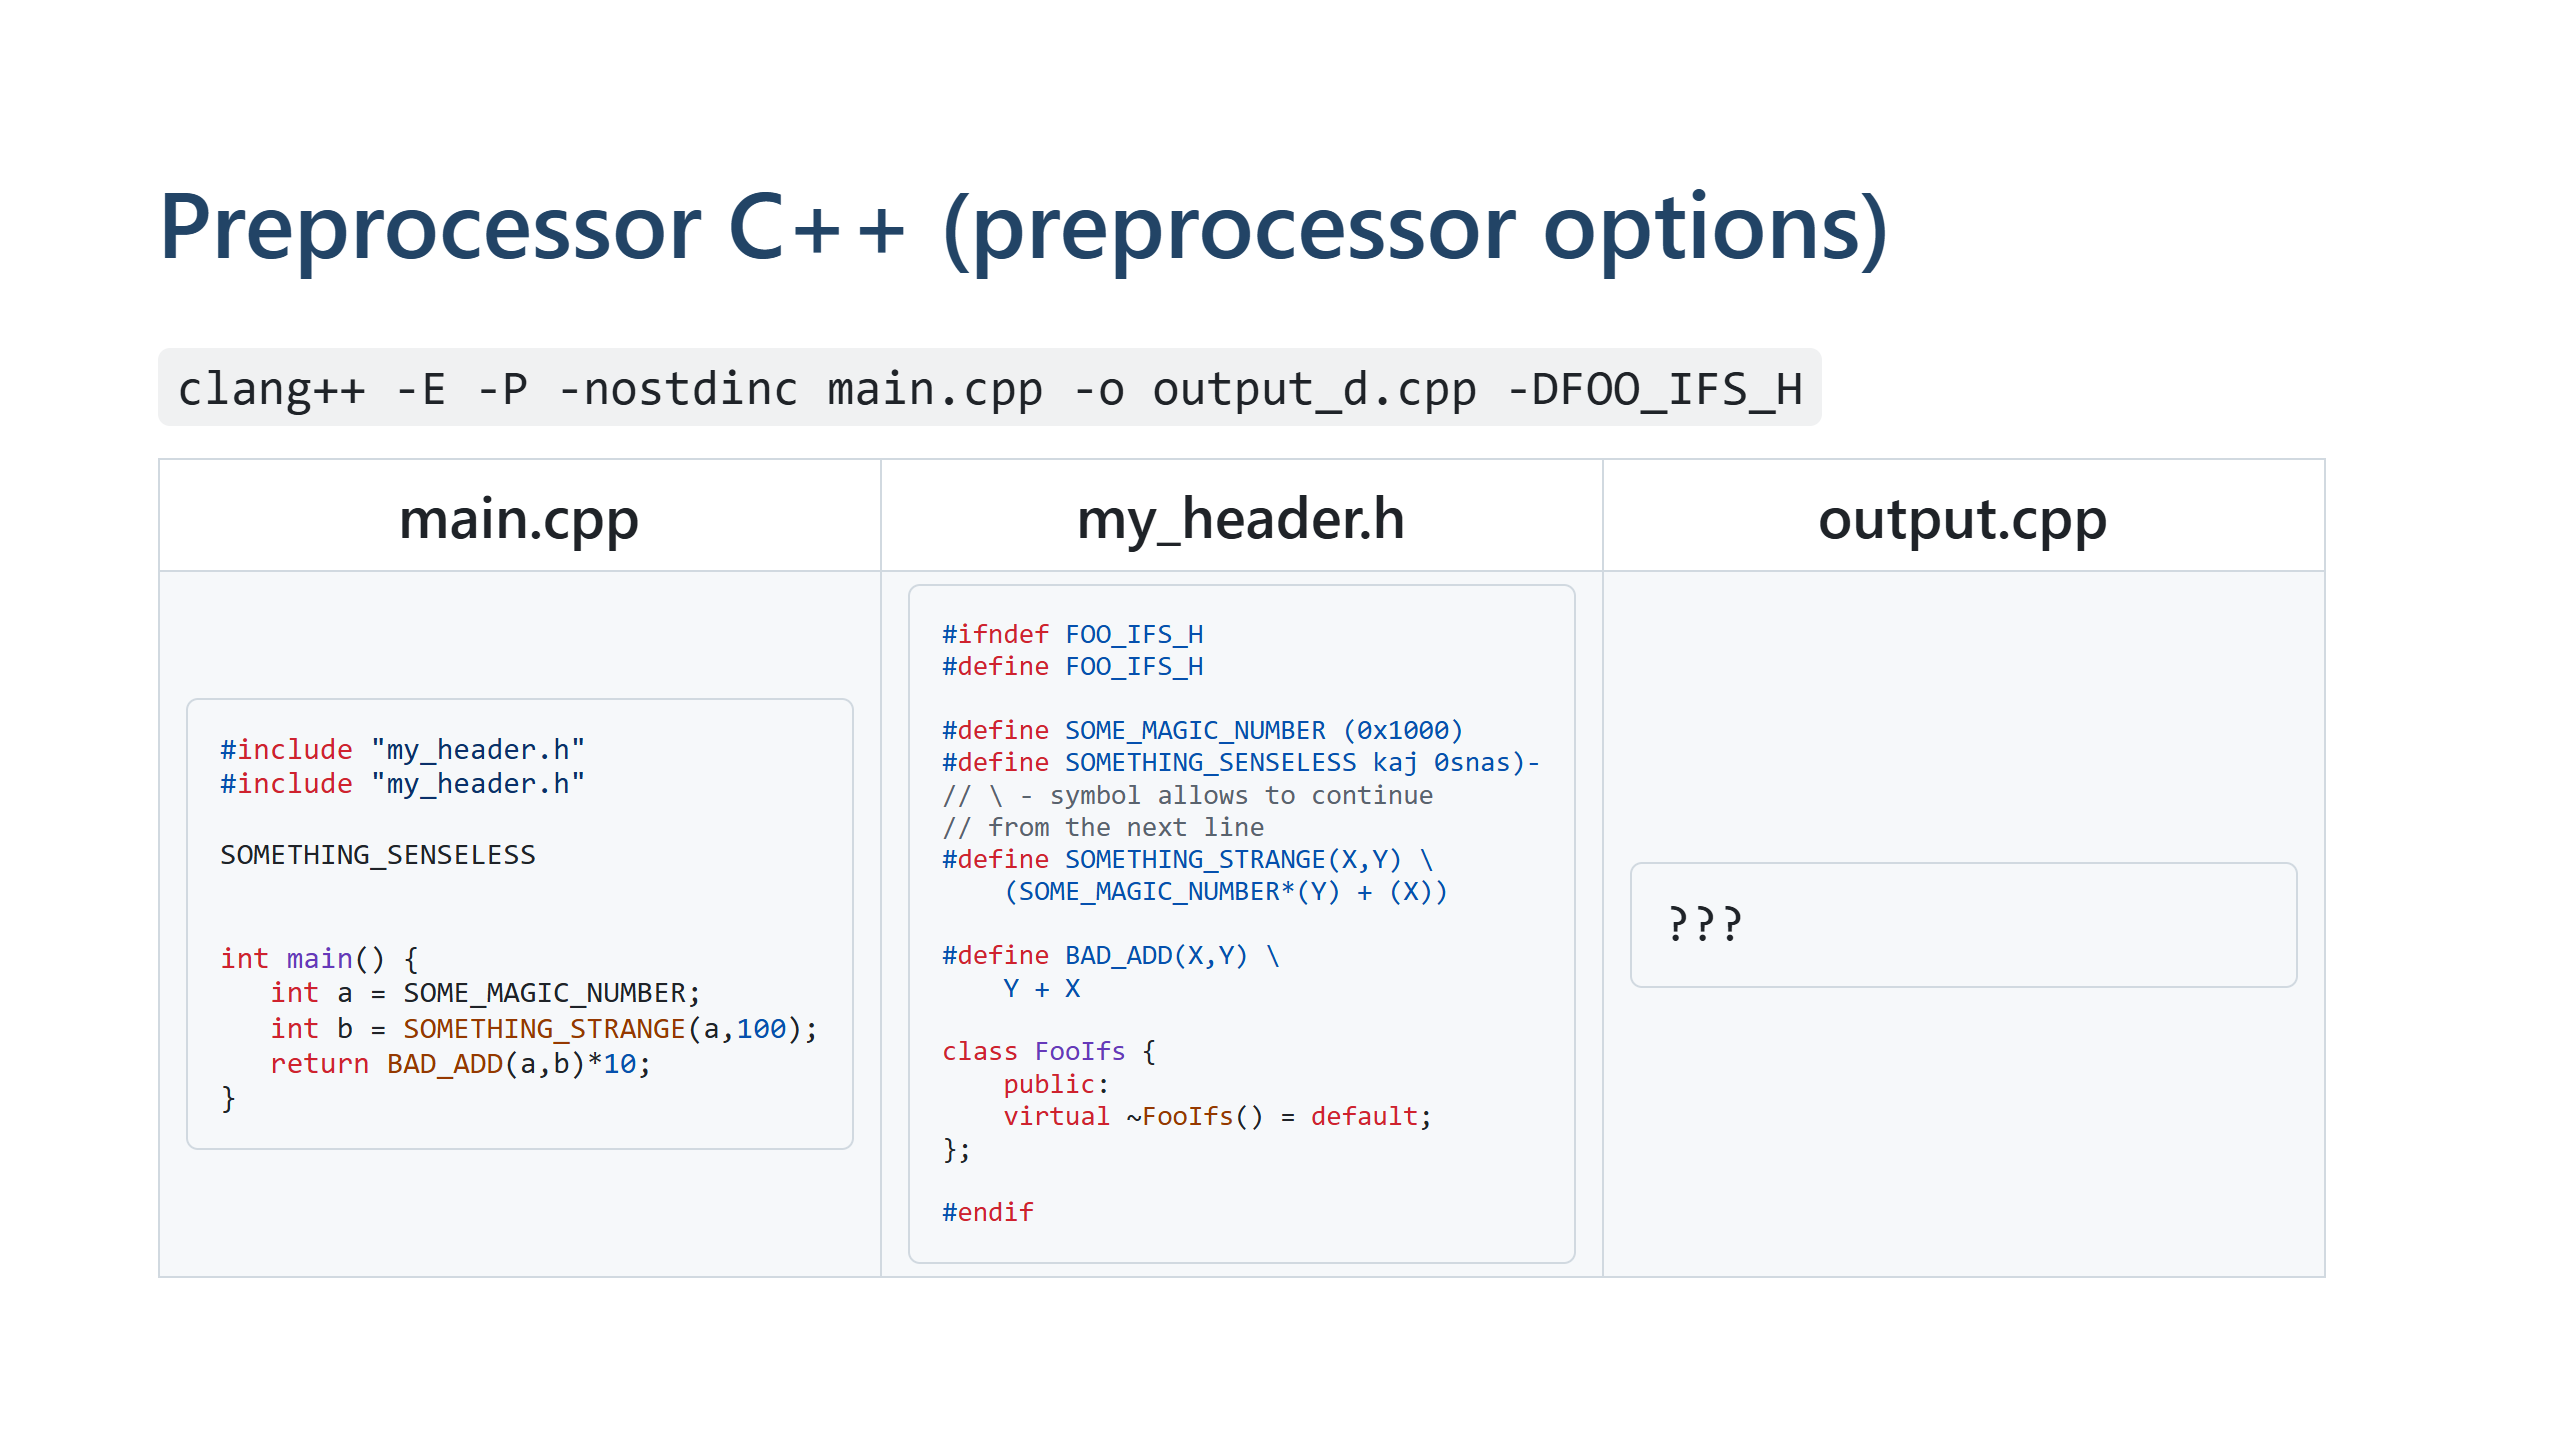 Preprocessor C++ (preprocessor options)
clang++ -E -P -nostdinc main.cpp -o output_d.cpp -DFOO_IFS_H
main.cpp
#include "my_header.h"
#include "my_header.h"
SOMETHING_SENSELESS
int main() {
   int a = SOME_MAGIC_NUMBER;
   int b = SOMETHING_STRANGE(a,100);
   return BAD_ADD(a,b)*10;
}
my_header.h
#ifndef FOO_IFS_H
#define FOO_IFS_H
#define SOME_MAGIC_NUMBER (0x1000)
#define SOMETHING_SENSELESS kaj 0snas)-
// \ - symbol allows to continue
// from the next line
#define SOMETHING_STRANGE(X,Y) \
    (SOME_MAGIC_NUMBER*(Y) + (X))
#define BAD_ADD(X,Y) \
    Y + X
class FooIfs {
    public:
    virtual ~FooIfs() = default;
};
#endif
output.cpp
???